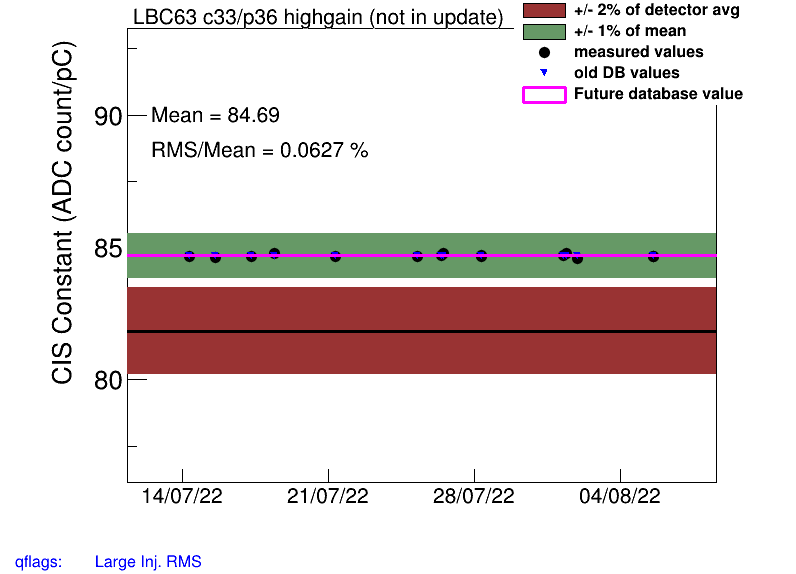 LBC63 c33/p36 highgain (not in update)
+/- 2% of detector avg
+/- 1% of mean
measured values
old DB values
Future database value
CIS Constant (ADC count/pC)
90
Mean = 84.69
RMS/Mean = 0.0627 %
85
80
14/07/22 21/07/22 28/07/22 04/08/22
qflags: Large Inj. RMS